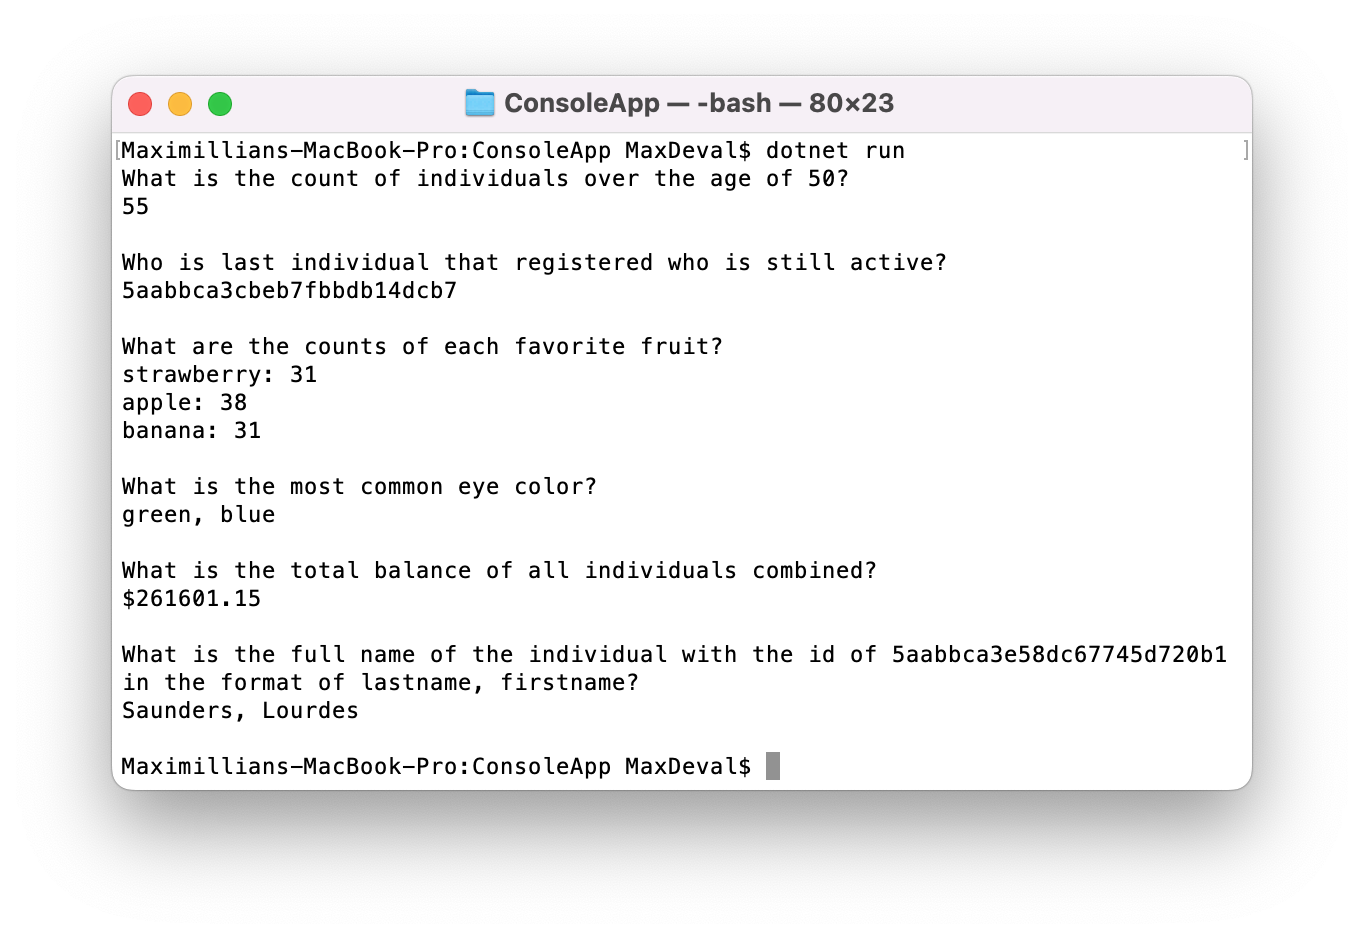 ConsoleApp — -bash — 80×23
[Maximillians-MacBook-Pro:ConsoleApp MaxDeval$ dotnet run ]
What is the count of individuals over the age of 50?
55
Who is last individual that registered who is still active?
5aabbca3cbeb7fbbdb14dcb7
What are the counts of each favorite fruit?
strawberry: 31
apple: 38
banana: 31
What is the most common eye color?
green, blue
What is the total balance of all individuals combined?
$261601.15
What is the full name of the individual with the id of 5aabbca3e58dc67745d720b1
in the format of lastname, firstname?
Saunders, Lourdes
Maximillians-MacBook-Pro:ConsoleApp MaxDeval$